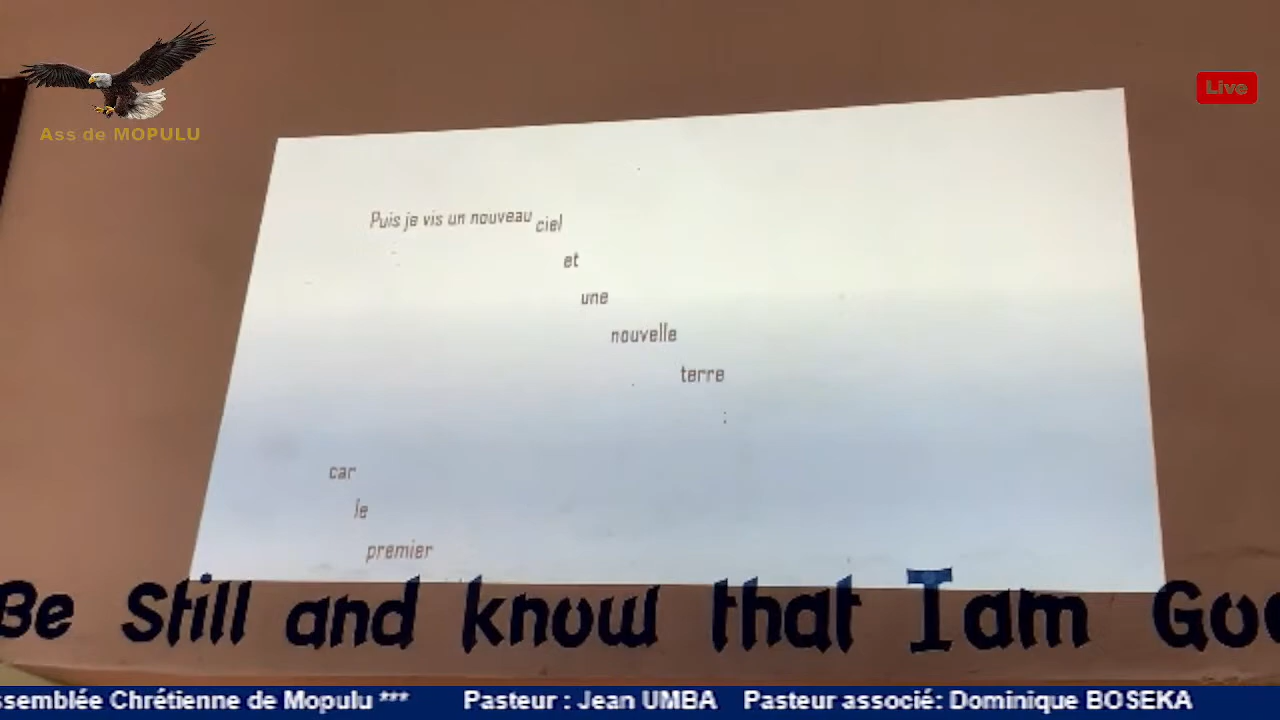 Ass de MOPULU
Live
Puis je vis un nouveau ciel
et
une
nouvelle
terre
;
car
le
premier
Be Still and know that I am
ssemblée Chrétienne de Mopulu *** Pasteur : Jean UMBA Pasteur associé: Dominique BOSEKA